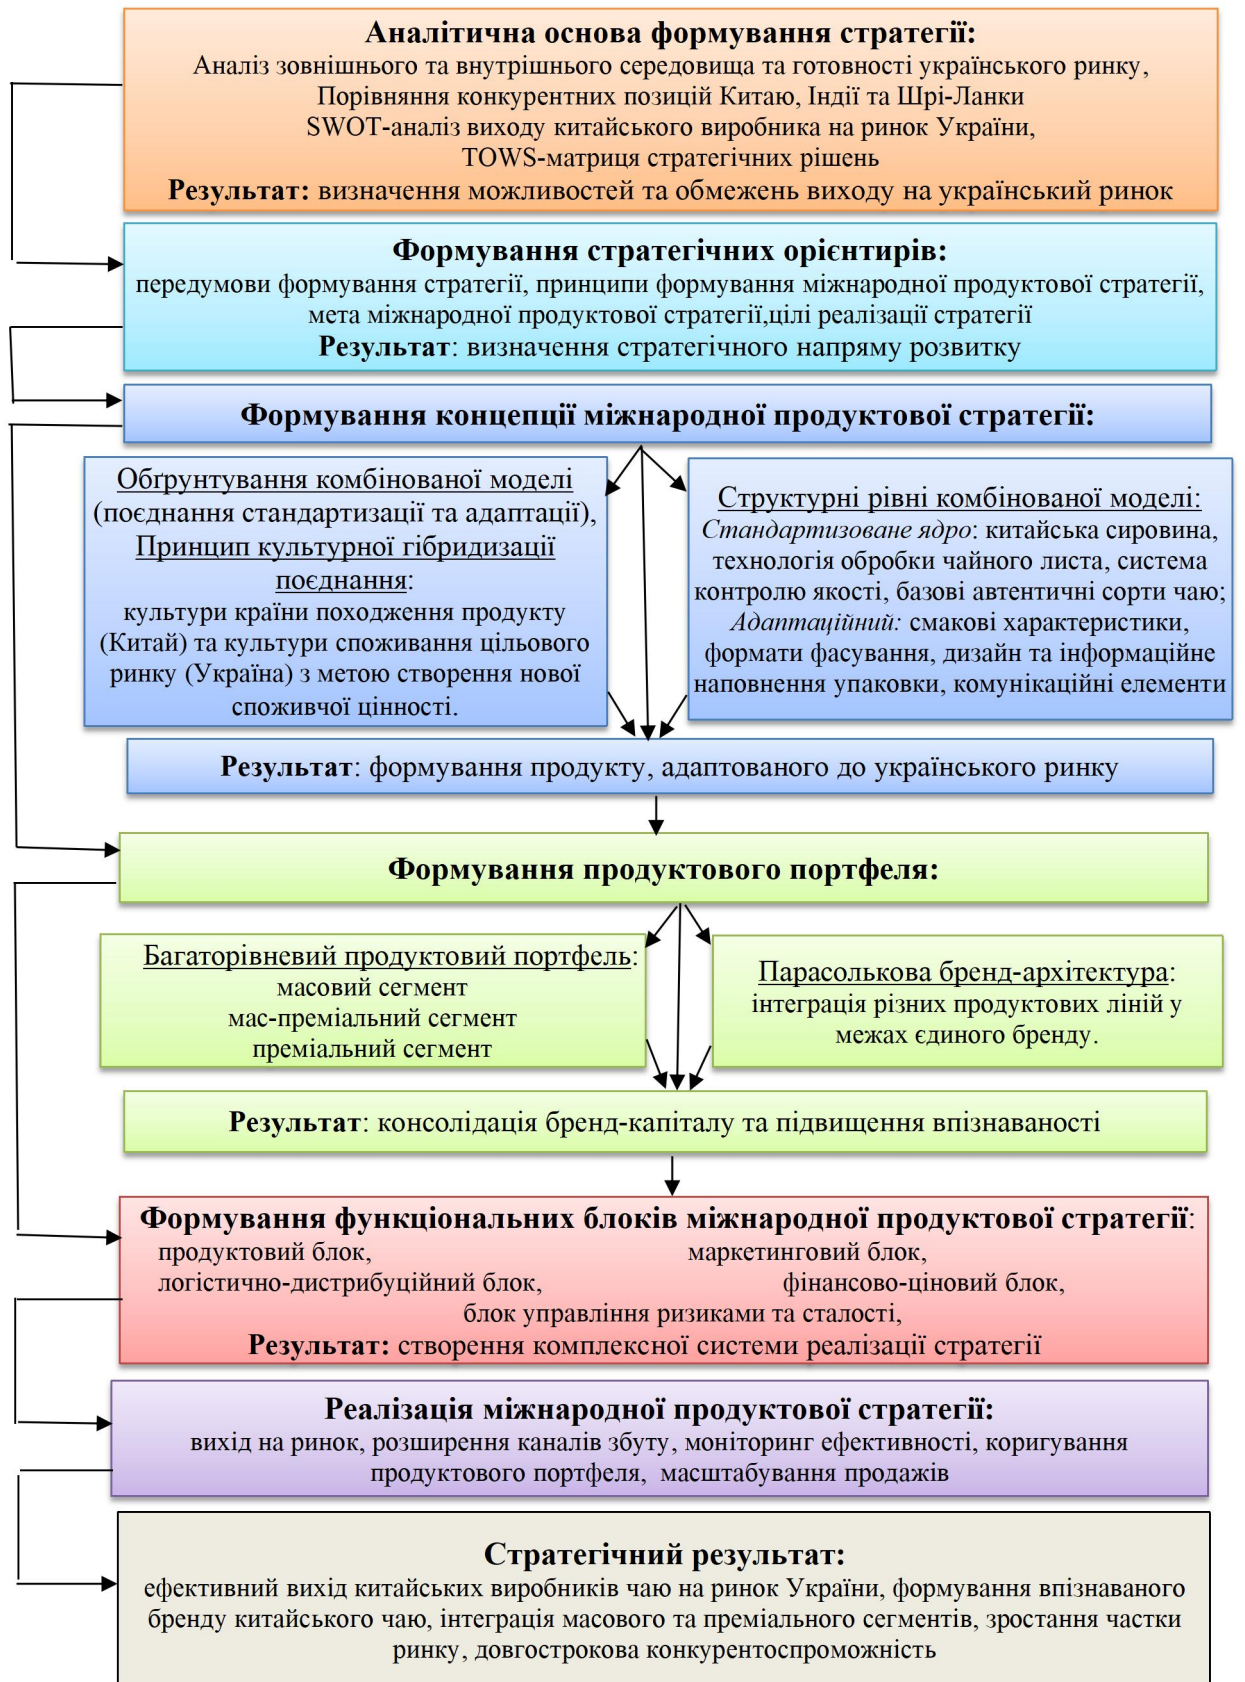 Аналітична основа формування стратегії:
Аналіз зовнішнього та внутрішнього середовища та готовності українського ринку,
Порівняння конкурентних позицій Китаю, Індії та Шрі-Ланки
SWOT-аналіз виходу китайського виробника на ринок України,
TOWS-матриця стратегічних рішень
Результат: визначення можливостей та обмежень виходу на український ринок
Формування стратегічних орієнтирів:
передумови формування стратегії, принципи формування міжнародної продуктової стратегії,
мета міжнародної продуктової стратегії,цілі реалізації стратегії
Результат: визначення стратегічного напряму розвитку
Формування концепції міжнародної продуктової стратегії:
Обґрунтування комбінованої моделі
(поєднання стандартизації та адаптації),
Принцип культурної гібридизації
поєднання:
культури країни походження продукту
(Китай) та культури споживання цільового
ринку (Україна) з метою створення нової
споживчої цінності.
Структурні рівні комбінованої моделі:
Стандартизоване ядро: китайська сировина,
технологія обробки чайного листа, система
контролю якості, базові автентичні сорти чаю;
Адаптаційний: смакові характеристики,
формати фасування, дизайн та інформаційне
наповнення упаковки, комунікаційні елементи
Результат: формування продукту, адаптованого до українського ринку
Формування продуктового портфеля:
Багаторівневий продуктовий портфель:
масовий сегмент
мас-преміальний сегмент
преміальний сегмент
Парасолькова бренд-архітектура:
інтеграція різних продуктових ліній у
межах єдиного бренду.
Результат: консолідація бренд-капіталу та підвищення впізнаваності
Формування функціональних блоків міжнародної продуктової стратегії:
продуктовий блок, маркетинговий блок,
логістично-дистрибуційний блок, фінансово-ціновий блок,
блок управління ризиками та сталості,
Результат: створення комплексної системи реалізації стратегії
Реалізація міжнародної продуктової стратегії:
вихід на ринок, розширення каналів збуту, моніторинг ефективності, коригування
продуктового портфеля, масштабування продажів
Стратегічний результат:
ефективний вихід китайських виробників чаю на ринок України, формування впізнаваного
бренду китайського чаю, інтеграція масового та преміального сегментів, зростання частки
ринку, довгострокова конкурентоспроможність